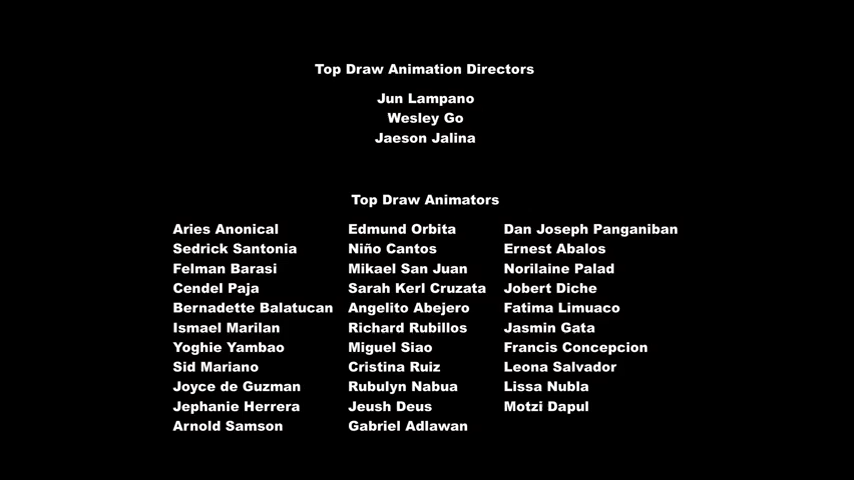 Top Draw Animation Directors
Jun Lampano
Wesley Go
Jaeson Jalina
Top Draw Animators
Aries Anonical Edmund Orbita Dan Joseph Panganiban
Sedrick Santonia Niño Cantos Ernest Abalos
Felman Barasi Mikael San Juan Norilaine Palad
Cendel Paja Sarah Kerl Cruzata Jobert Diche
Bernadette Balatucan Angelito Abejero Fatima Limuaco
Ismael Marilan Richard Rubillos Jasmin Gata
Yoghie Yambao Miguel Siao Francis Concepcion
Sid Mariano Cristina Ruiz Leona Salvador
Joyce de Guzman Rubulyn Nabua Lissa Nubla
Jephanie Herrera Jeush Deus Motzi Dapul
Arnold Samson Gabriel Adlawan